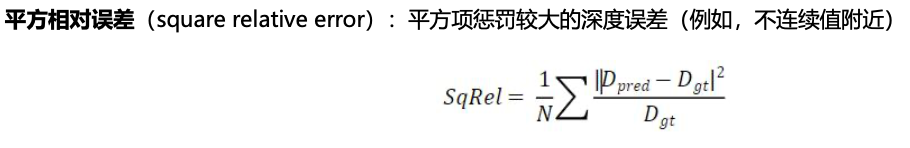 平方相对误差（square relative error）：平方项惩罚较大的深度误差（例如，不连续值附近）
SqRel = 1/N ∑ ‖D_pred − D_gt|² / D_gt